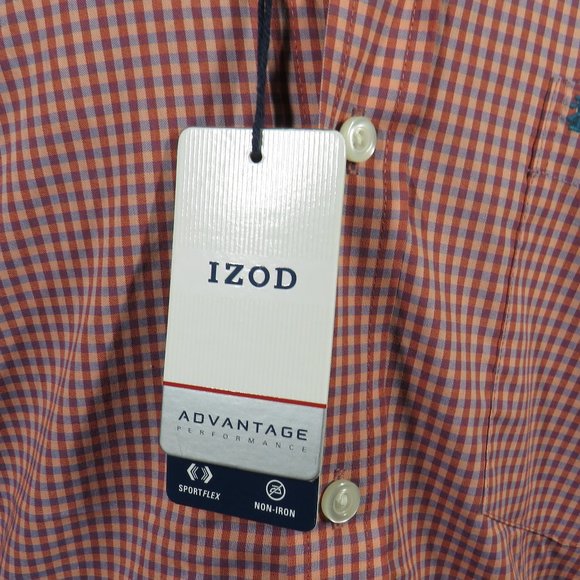 IZOD
ADVANTAGE
PERFORMANCE
SPORTFLEX
NON-IRON